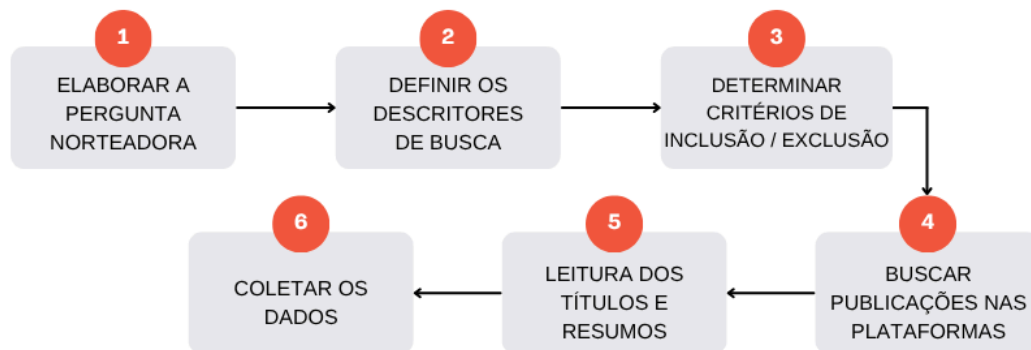 1
ELABORAR A
PERGUNTA
NORTEADORA
2
DEFINIR OS
DESCRITORES
DE BUSCA
3
DETERMINAR
CRITÉRIOS DE
INCLUSÃO / EXCLUSÃO
4
BUSCAR
PUBLICAÇÕES NAS
PLATAFORMAS
5
LEITURA DOS
TÍTULOS E
RESUMOS
6
COLETAR OS
DADOS